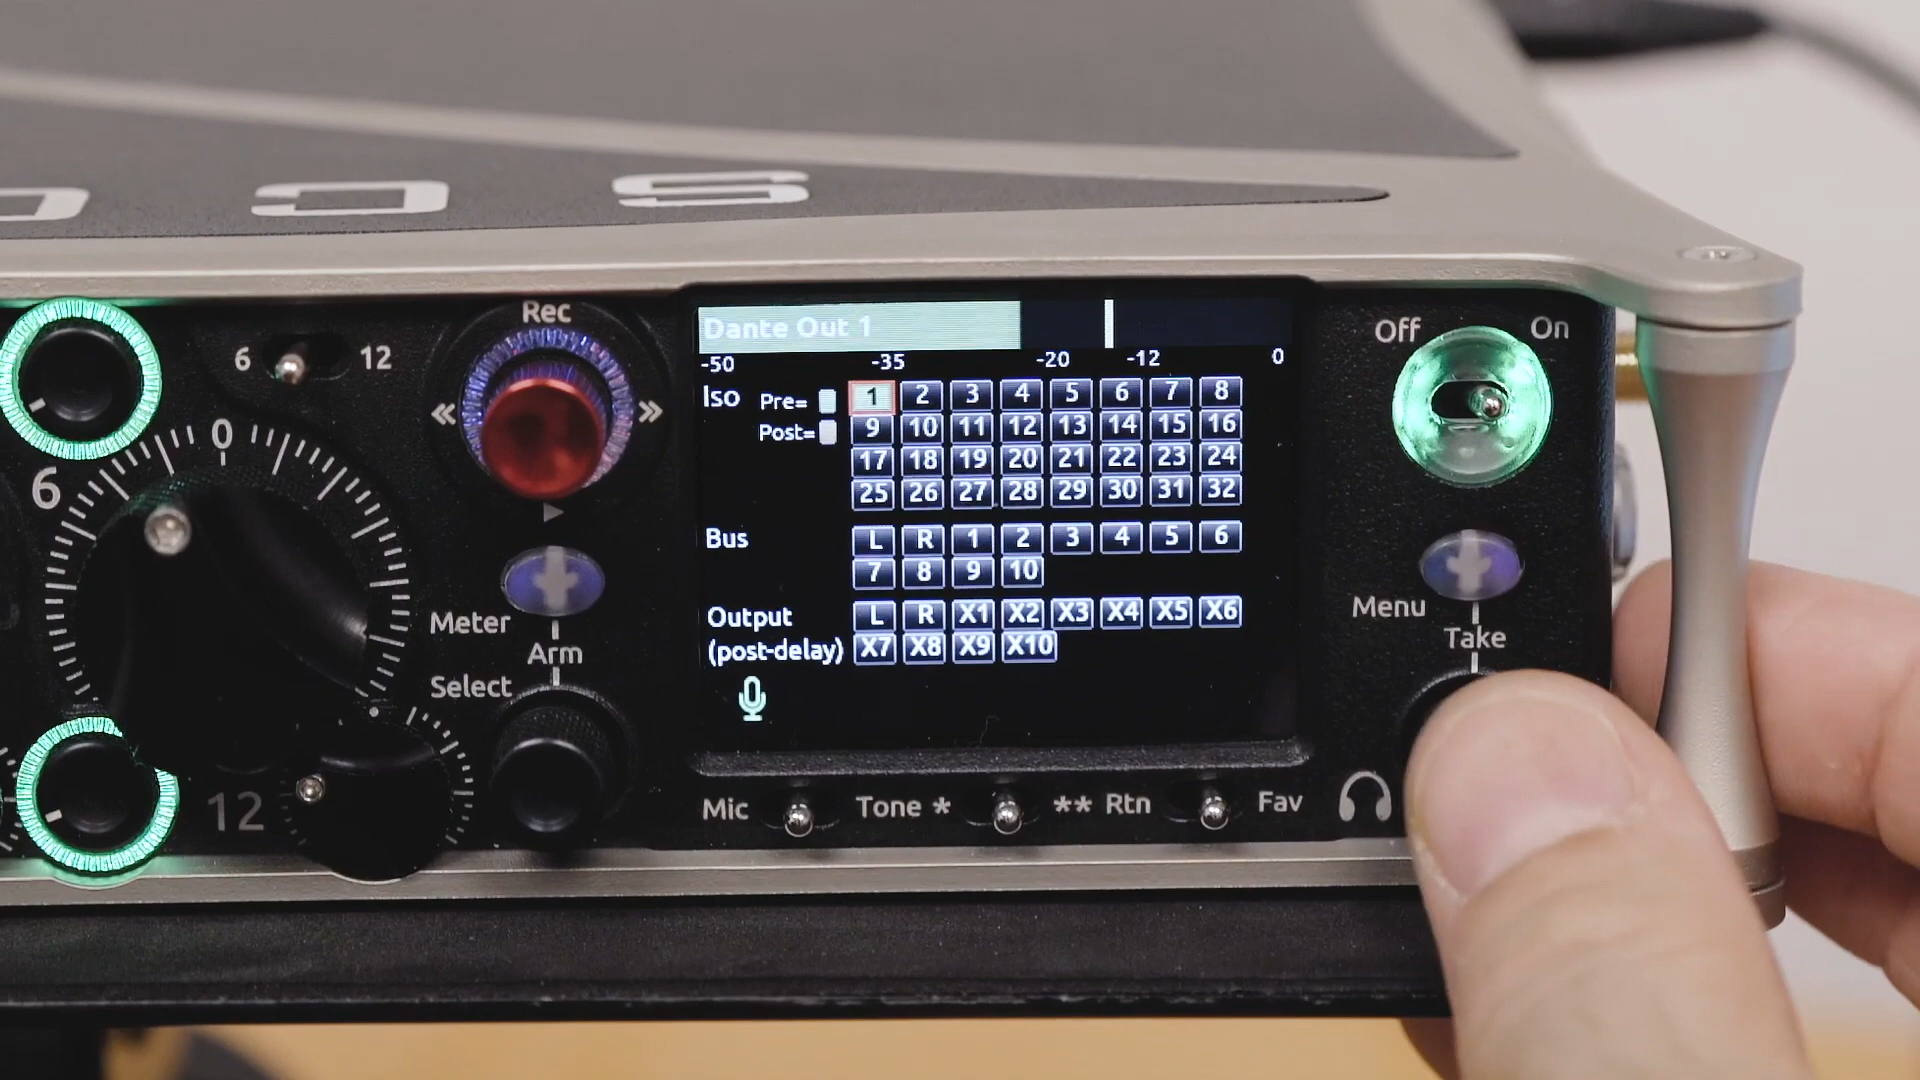 Rec
Off On
6 12
Dante Out 1
-50 -35 -20 -12 0
Iso Pre= 1 2 3 4 5 6 7 8
Post= 9 10 11 12 13 14 15 16
17 18 19 20 21 22 23 24
25 26 27 28 29 30 31 32
0
6
Bus L R 1 2 3 4 5 6
7 8 9 10
Output L R X1 X2 X3 X4 X5 X6
(post-delay) X7 X8 X9 X10
Meter
Arm
Select
Menu
Take
12
Mic Tone * ** Rtn Fav